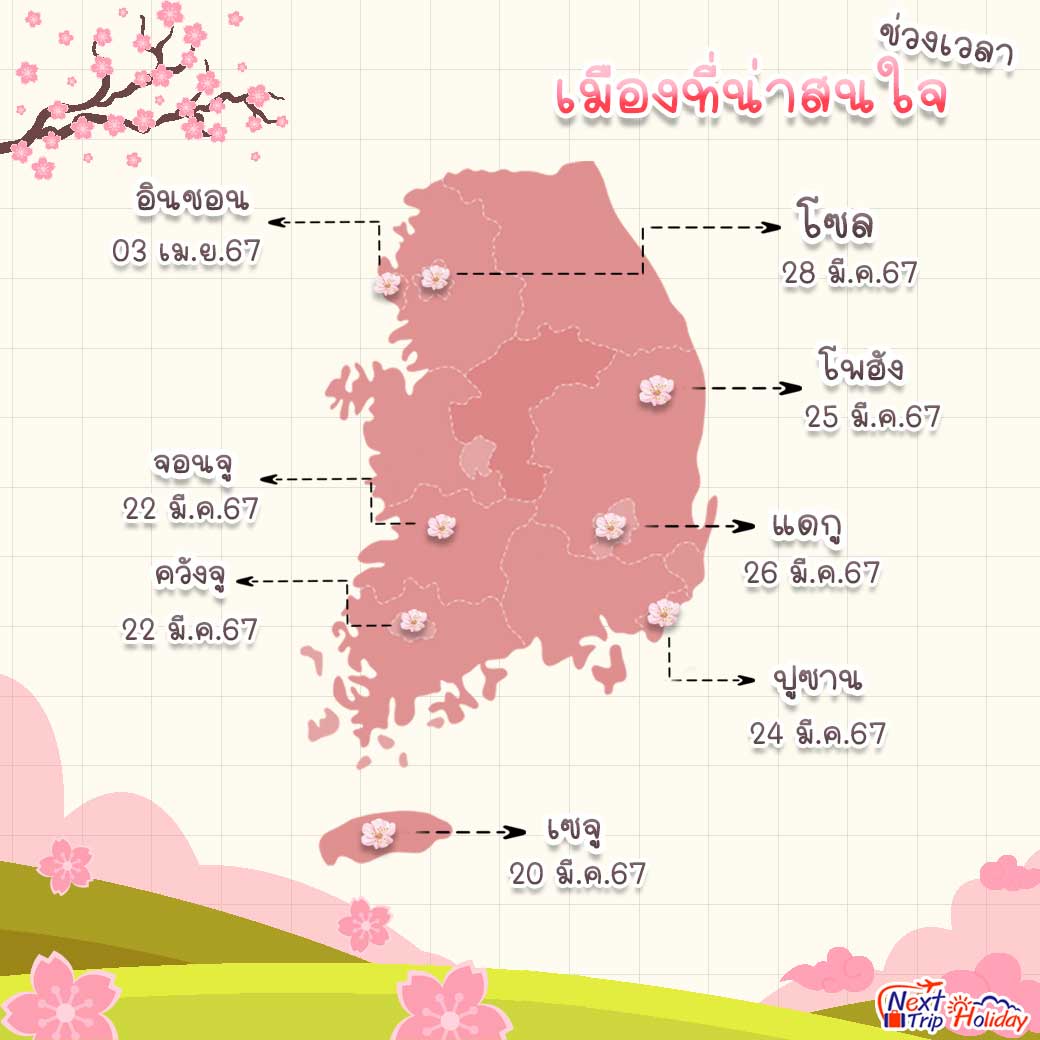 ช่วงเวลา
เมืองที่น่าสนใจ
อินชอน
03 เม.ย.67
โซล
28 มี.ค.67
โพฮัง
25 มี.ค.67
จอนจู
22 มี.ค.67
แดกู
26 มี.ค.67
ควังจู
22 มี.ค.67
ปูซาน
24 มี.ค.67
เซจู
20 มี.ค.67
Next
Trip Holiday